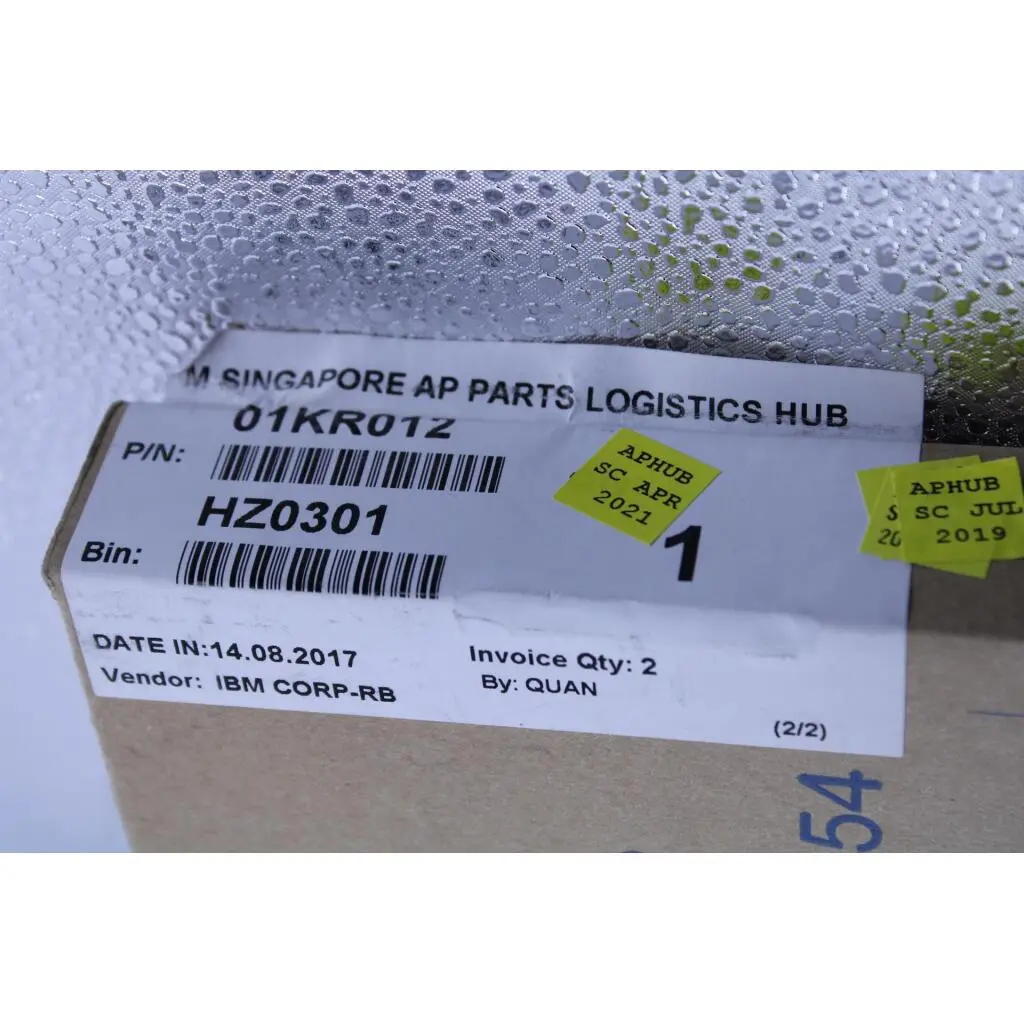 M SINGAPORE AP PARTS LOGISTICS HUB
01KR012
P/N:
HZ0301
Bin:
1
DATE IN:14.08.2017
Invoice Qty: 2
Vendor: IBM CORP-RB
By: QUAN
(2/2)
APHUB
SC APR
2021
APHUB
SC JUL
2019
S
20
54